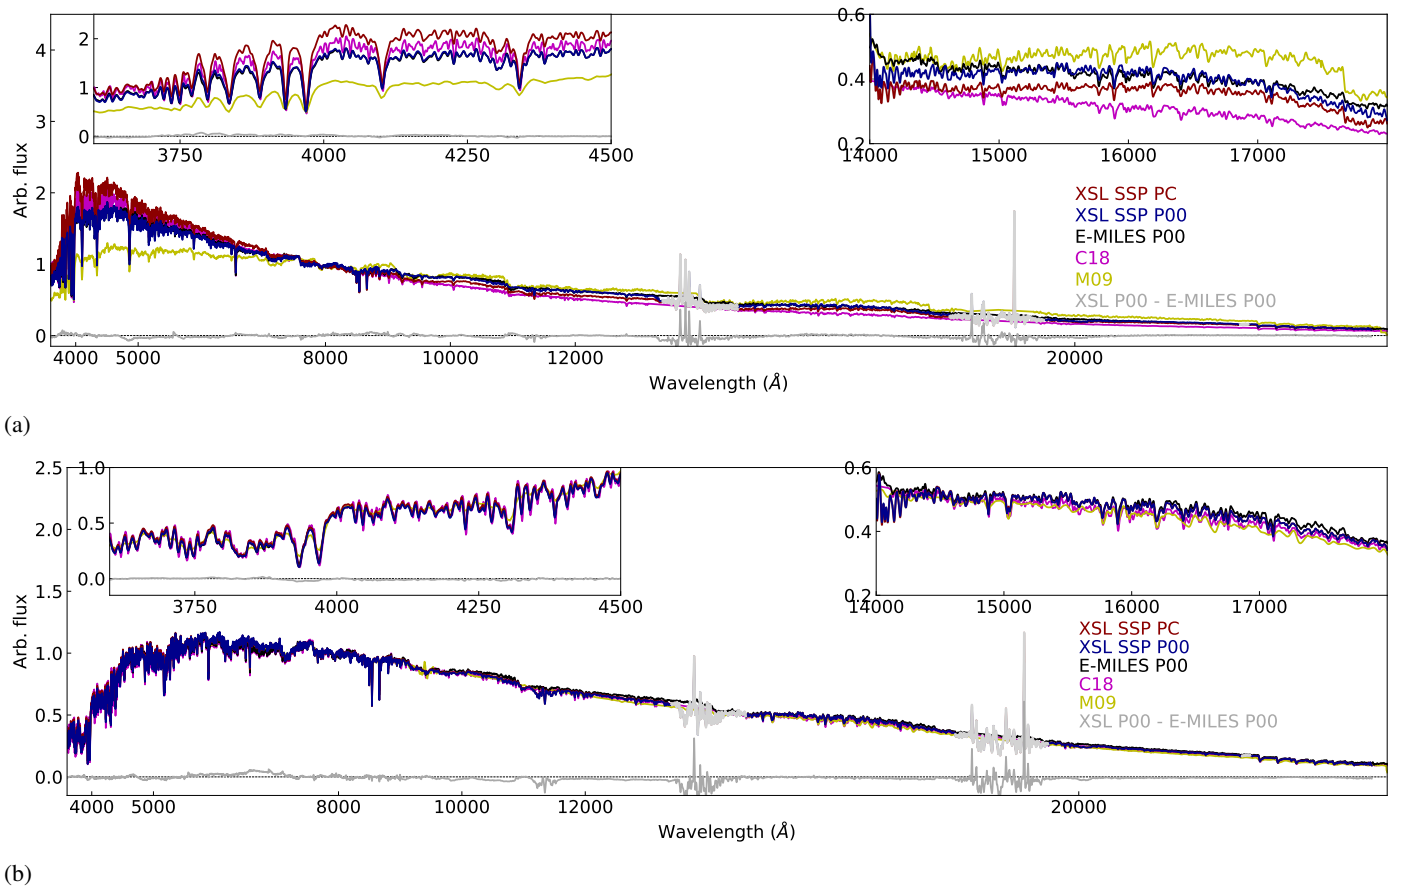 4
3
2
1
0
Arb. flux
2
1
0
3750
4000
4250
4500
0.6
0.4
0.2
14000
15000
16000
17000
XSL SSP PC
XSL SSP P00
E-MILES P00
C18
M09
XSL P00 - E-MILES P00
4000
5000
8000
10000
12000
20000
Wavelength (Å)
(a)
2.5
2.0
1.5
1.0
0.5
0.0
Arb. flux
1.0
0.5
0.0
3750
4000
4250
4500
0.6
0.4
0.2
14000
15000
16000
17000
XSL SSP PC
XSL SSP P00
E-MILES P00
C18
M09
XSL P00 - E-MILES P00
4000
5000
8000
10000
12000
20000
Wavelength (Å)
(b)